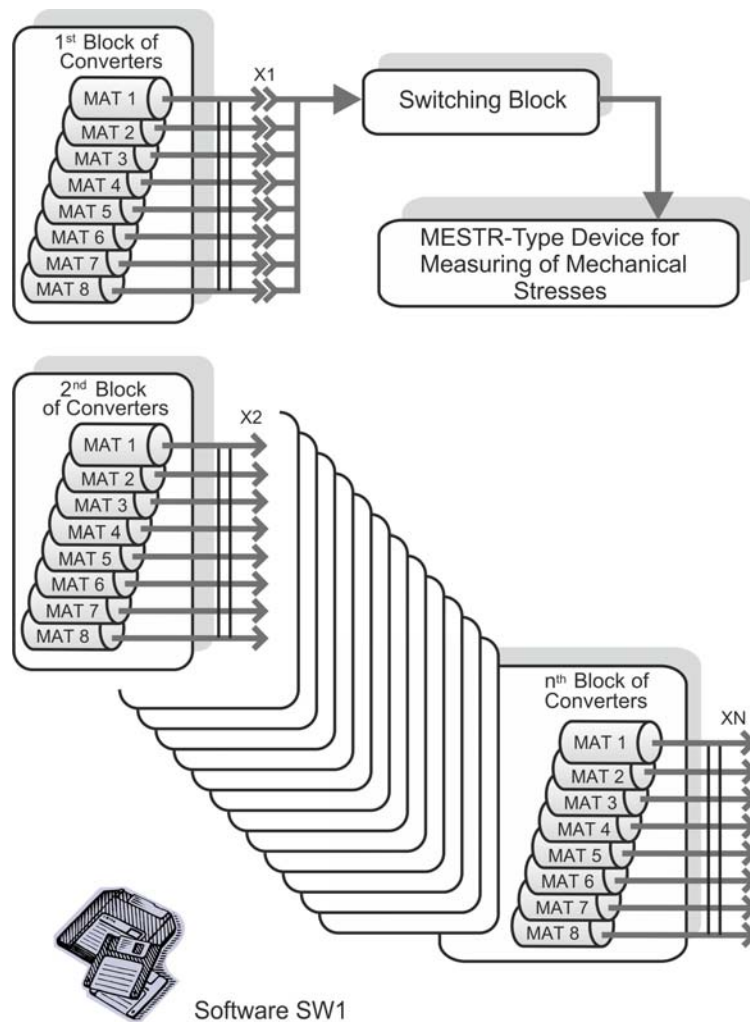 1st Block of
Converters
X1
MAT 1
MAT 2
MAT 3
MAT 4
MAT 5
MAT 6
MAT 7
MAT 8
Switching Block
MESTR-Type Device for
Measuring of Mechanical
Stresses
2nd Block
of Converters
X2
MAT 1
MAT 2
MAT 3
MAT 4
MAT 5
MAT 6
MAT 7
MAT 8
nth Block of
Converters
XN
MAT 1
MAT 2
MAT 3
MAT 4
MAT 5
MAT 6
MAT 7
MAT 8
Software SW1